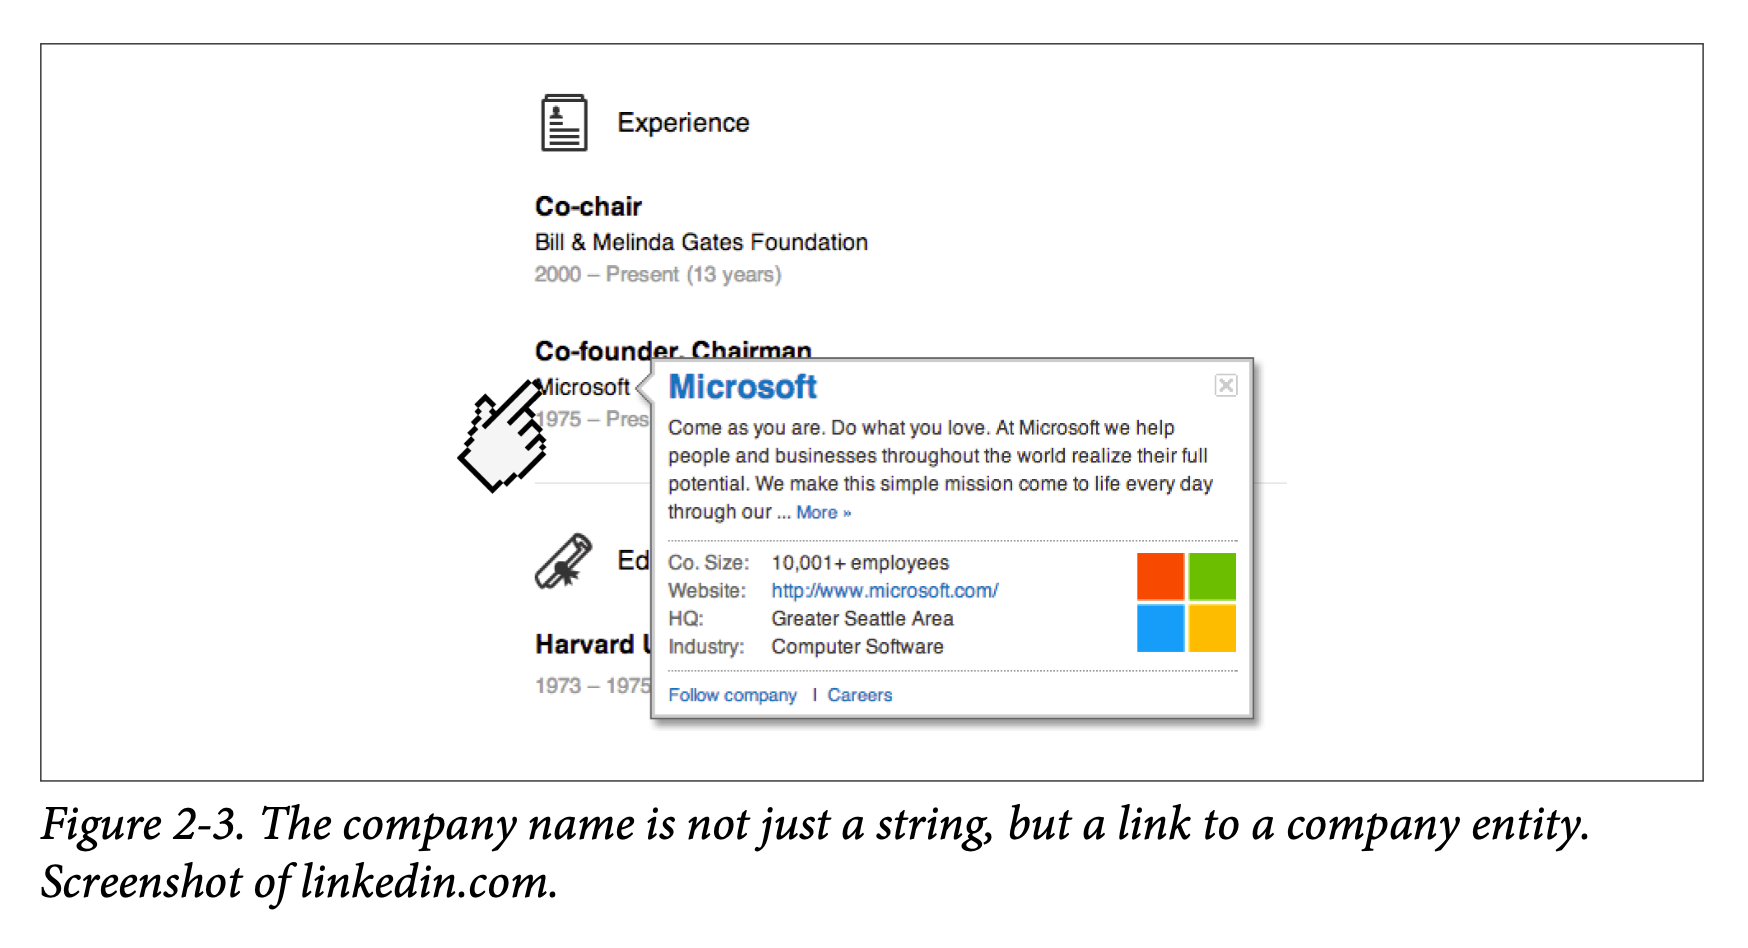 Experience
Co-chair
Bill & Melinda Gates Foundation
2000 – Present (13 years)
Co-founder, Chairman
Microsoft
1975 – Pres
Microsoft
Come as you are. Do what you love. At Microsoft we help
people and businesses throughout the world realize their full
potential. We make this simple mission come to life every day
through our ... More »
Co. Size: 10,001+ employees
Website: http://www.microsoft.com/
HQ: Greater Seattle Area
Industry: Computer Software
Follow company | Careers
Ed
Harvard U
1973 – 1975
Figure 2-3. The company name is not just a string, but a link to a company entity.
Screenshot of linkedin.com.